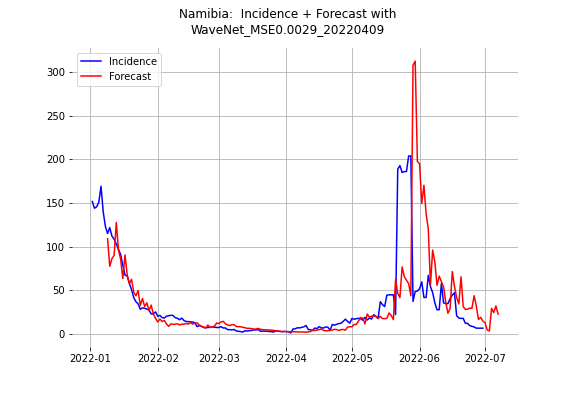 Namibia:  Incidence + Forecast with
WaveNet_MSE0.0029_20220409
Incidence
Forecast
300
250
200
150
100
50
0
2022-01 2022-02 2022-03 2022-04 2022-05 2022-06 2022-07